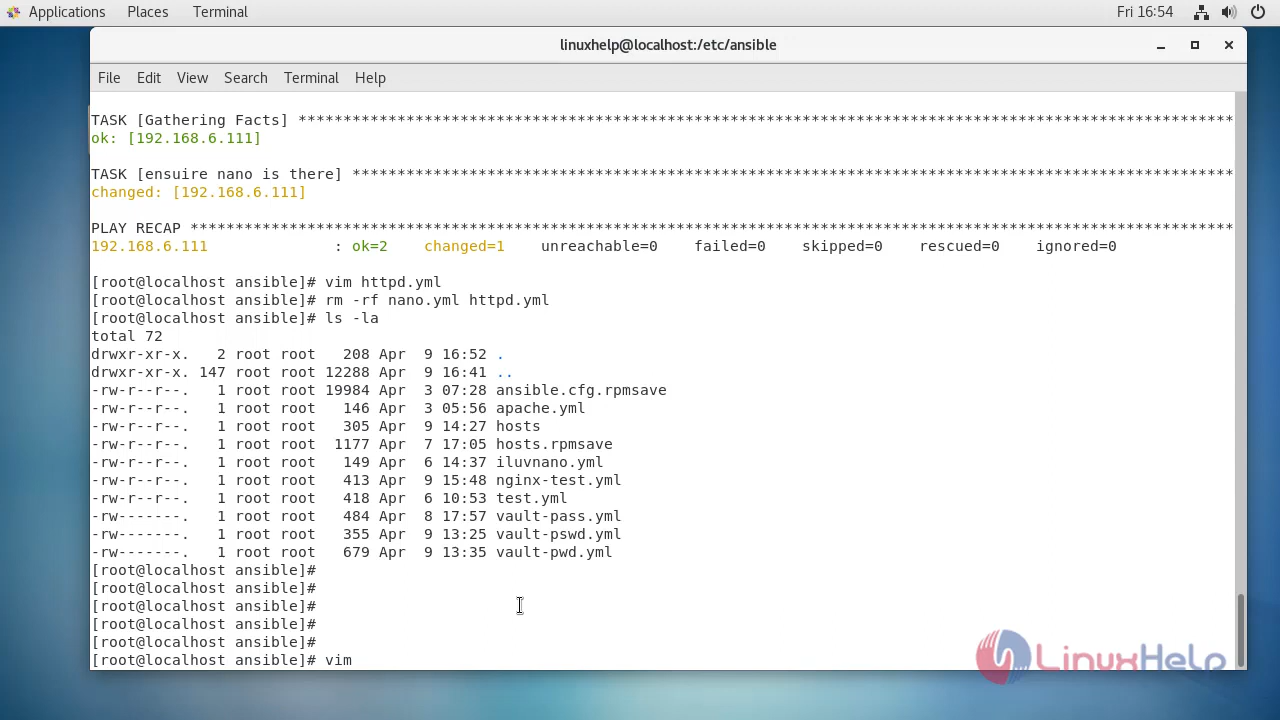 Applications Places Terminal Fri 16:54
linuxhelp@localhost:/etc/ansible
File Edit View Search Terminal Help
TASK [Gathering Facts] ********************************************************************************************************
ok: [192.168.6.111]
TASK [ensuire nano is there] **************************************************************************************************
changed: [192.168.6.111]
PLAY RECAP ********************************************************************************************************************
192.168.6.111 : ok=2 changed=1 unreachable=0 failed=0 skipped=0 rescued=0 ignored=0
[root@localhost ansible]# vim httpd.yml
[root@localhost ansible]# rm -rf nano.yml httpd.yml
[root@localhost ansible]# ls -la
total 72
drwxr-xr-x. 2 root root 208 Apr 9 16:52 .
drwxr-xr-x. 147 root root 12288 Apr 9 16:41 ..
-rw-r--r--. 1 root root 19984 Apr 3 07:28 ansible.cfg.rpmsave
-rw-r--r--. 1 root root 146 Apr 3 05:56 apache.yml
-rw-r--r--. 1 root root 305 Apr 9 14:27 hosts
-rw-r--r--. 1 root root 1177 Apr 7 17:05 hosts.rpmsave
-rw-r--r--. 1 root root 149 Apr 6 14:37 iluvnano.yml
-rw-r--r--. 1 root root 413 Apr 9 15:48 nginx-test.yml
-rw-r--r--. 1 root root 418 Apr 6 10:53 test.yml
-rw-------. 1 root root 484 Apr 8 17:57 vault-pass.yml
-rw-------. 1 root root 355 Apr 9 13:25 vault-pswd.yml
-rw-------. 1 root root 679 Apr 9 13:35 vault-pwd.yml
[root@localhost ansible]#
[root@localhost ansible]#
[root@localhost ansible]#
[root@localhost ansible]#
[root@localhost ansible]#
[root@localhost ansible]# vim
LinuxHelp